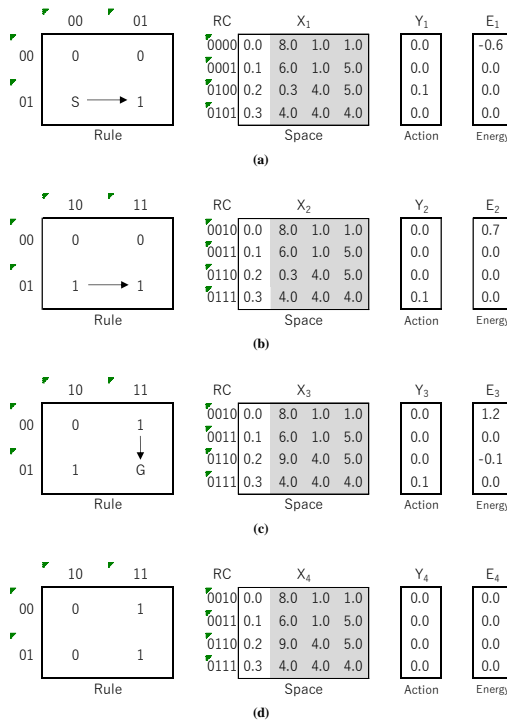 00 01 RC X1 Y1 E1
00 0 0 0000 0.0 8.0 1.0 1.0 0.0 -0.6
0001 0.1 6.0 1.0 5.0 0.0 0.0
01 S 1 0100 0.2 0.3 4.0 5.0 0.1 0.0
0101 0.3 4.0 4.0 4.0 0.0 0.0
Rule Space Action Energy
(a)
10 11 RC X2 Y2 E2
00 0 0 0010 0.0 8.0 1.0 1.0 0.0 0.7
0011 0.1 6.0 1.0 5.0 0.0 0.0
01 1 1 0110 0.2 0.3 4.0 5.0 0.0 0.0
0111 0.3 4.0 4.0 4.0 0.1 0.0
Rule Space Action Energy
(b)
10 11 RC X3 Y3 E3
00 0 1 0010 0.0 8.0 1.0 1.0 0.0 1.2
0011 0.1 6.0 1.0 5.0 0.0 0.0
01 1 G 0110 0.2 9.0 4.0 5.0 0.0 -0.1
0111 0.3 4.0 4.0 4.0 0.1 0.0
Rule Space Action Energy
(c)
10 11 RC X4 Y4 E4
00 0 1 0010 0.0 8.0 1.0 1.0 0.0 0.0
0011 0.1 6.0 1.0 5.0 0.0 0.0
01 0 1 0110 0.2 9.0 4.0 5.0 0.0 0.0
0111 0.3 4.0 4.0 4.0 0.0 0.0
Rule Space Action Energy
(d)